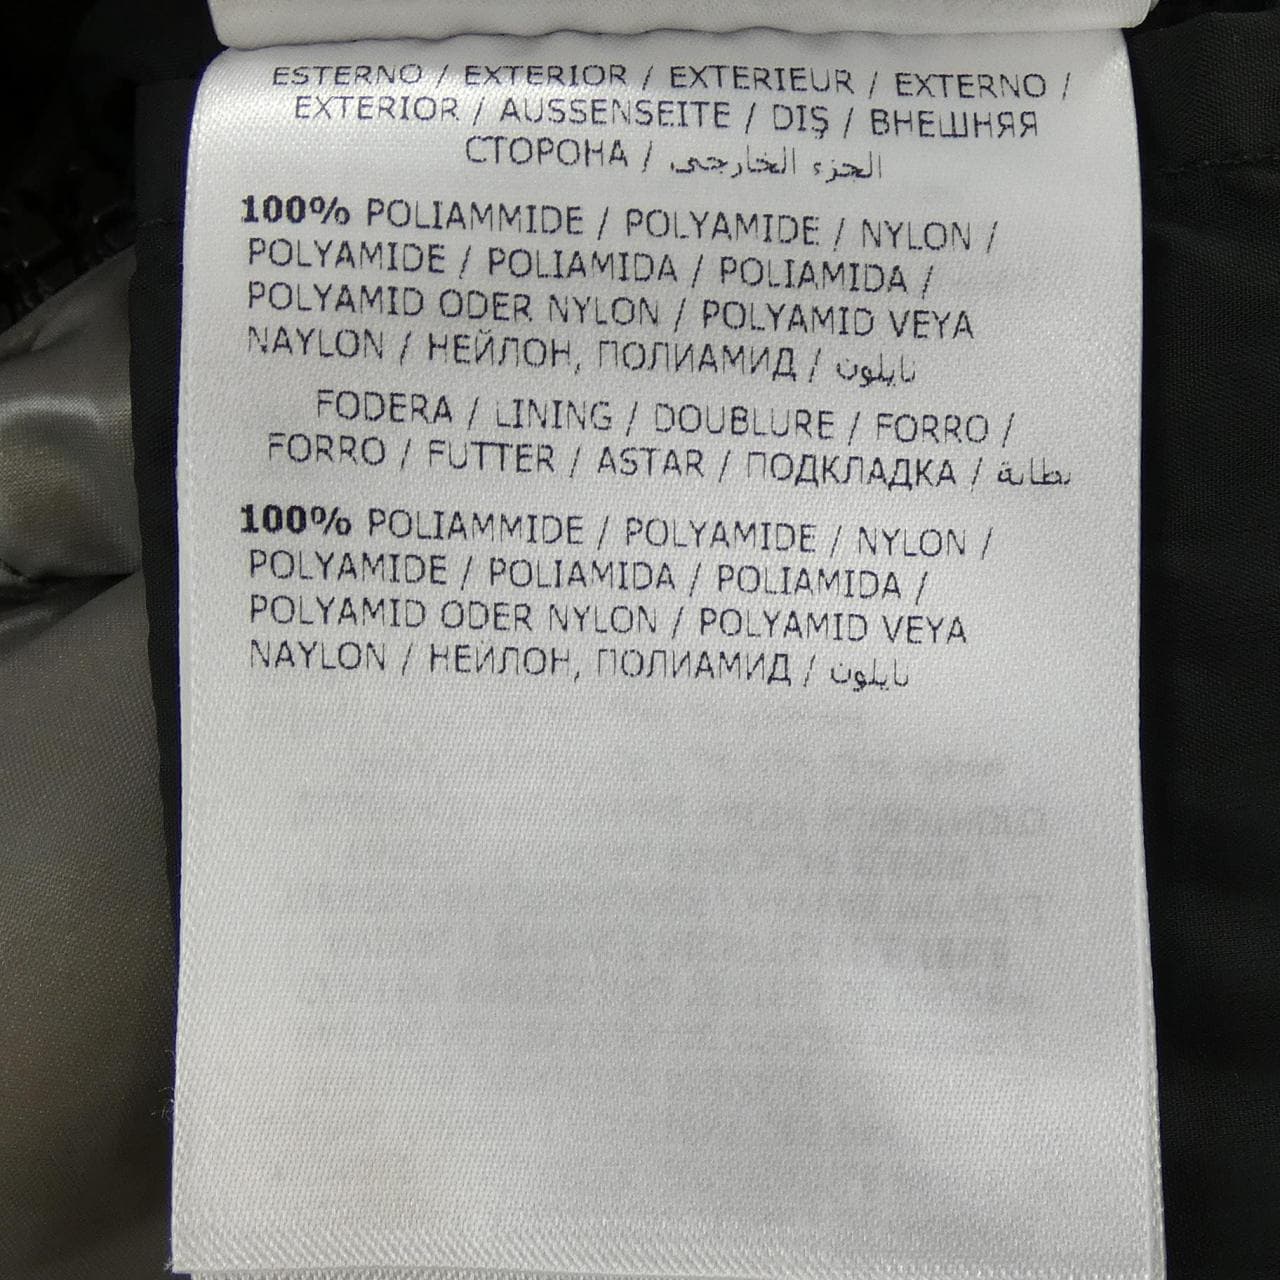 ESTERNO / EXTERIOR / EXTERIEUR / EXTERNO /
EXTERIOR / AUSSENSEITE / DIŞ / ВНЕШНЯЯ
СТОРОНА / الجزء الخارجي
100% POLIAMMIDE / POLYAMIDE / NYLON /
POLYAMIDE / POLIAMIDA / POLIAMIDA /
POLYAMID ODER NYLON / POLYAMID VEYA
NAYLON / НЕЙЛОН, ПОЛИАМИД / نايلون
FODERA / LINING / DOUBLURE / FORRO /
FORRO / FUTTER / ASTAR / ПОДКЛАДКА / بطانة
100% POLIAMMIDE / POLYAMIDE / NYLON /
POLYAMIDE / POLIAMIDA / POLIAMIDA /
POLYAMID ODER NYLON / POLYAMID VEYA
NAYLON / НЕЙЛОН, ПОЛИАМИД / نايلون